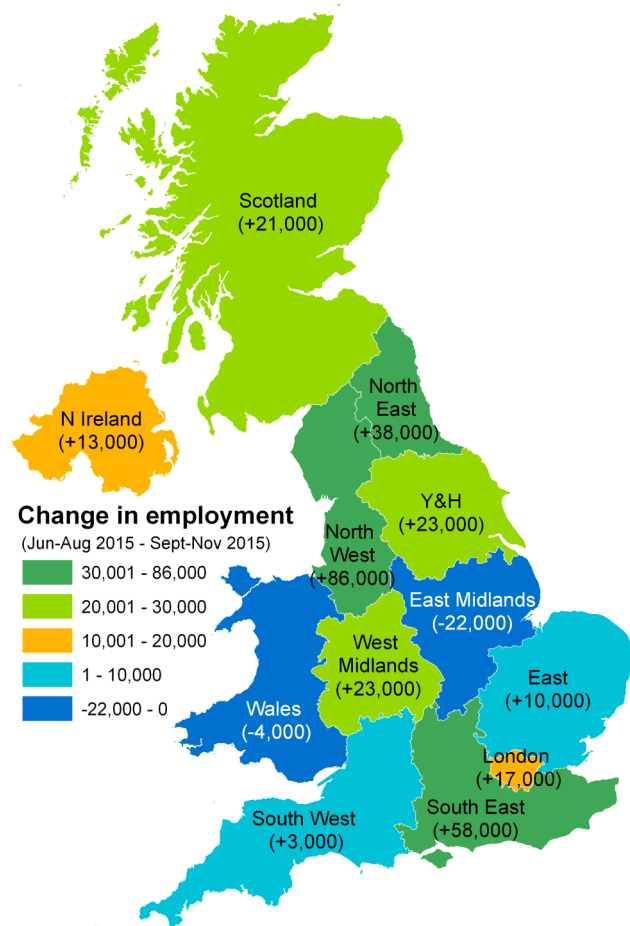 Scotland
(+21,000)
North
East
(+38,000)
N Ireland
(+13,000)
Y&H
(+23,000)
Change in employment
(Jun-Aug 2015 - Sept-Nov 2015)
30,001 - 86,000
20,001 - 30,000
10,001 - 20,000
1 - 10,000
-22,000 - 0
North
West
(+86,000)
East Midlands
(-22,000)
West
Midlands
(+23,000)
East
(+10,000)
Wales
(-4,000)
London
(+17,000)
South East
(+58,000)
South West
(+3,000)